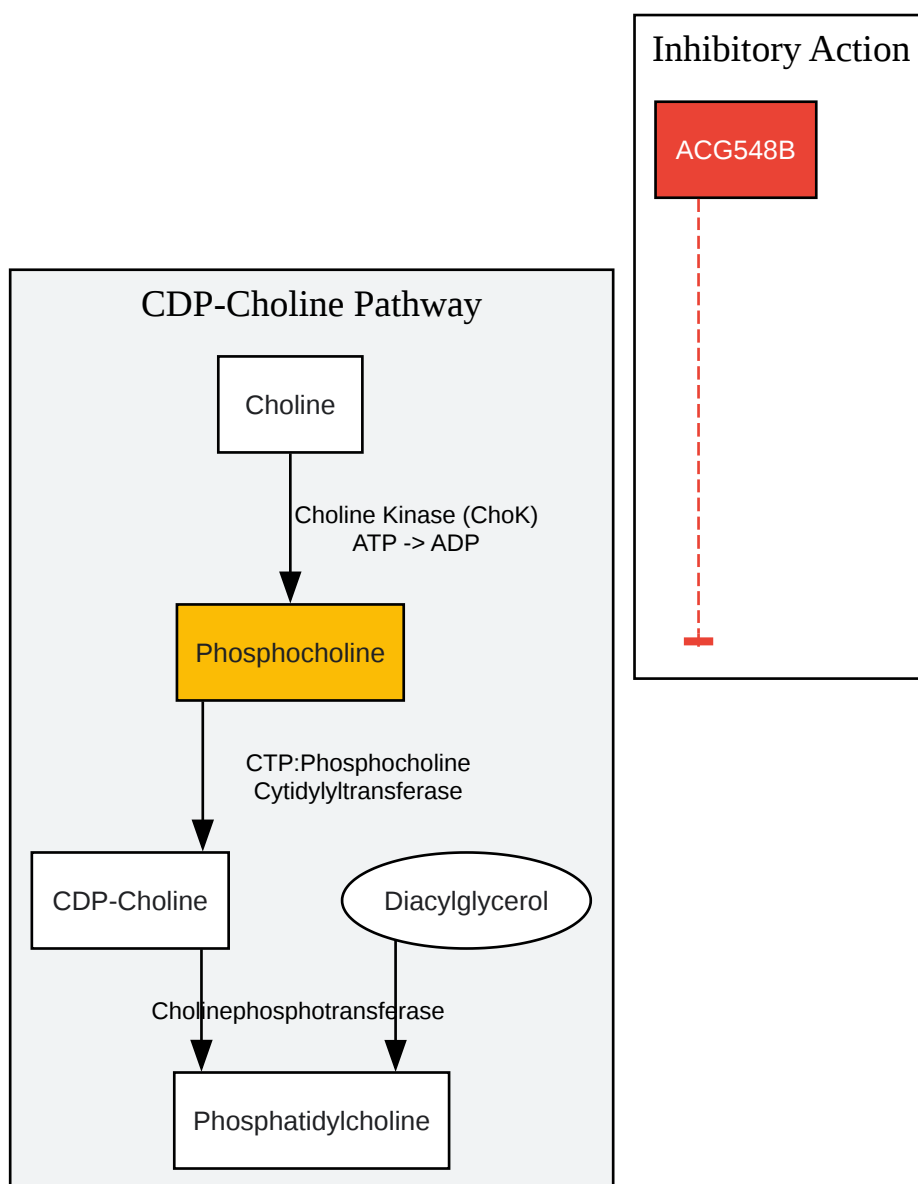 Inhibitory Action
ACG548B
CDP-Choline Pathway
Choline
Choline Kinase (ChoK)
ATP -> ADP
Phosphocholine
CTP:Phosphocholine
Cytidylyltransferase
CDP-Choline
Diacylglycerol
Cholinephosphotransferase
Phosphatidylcholine